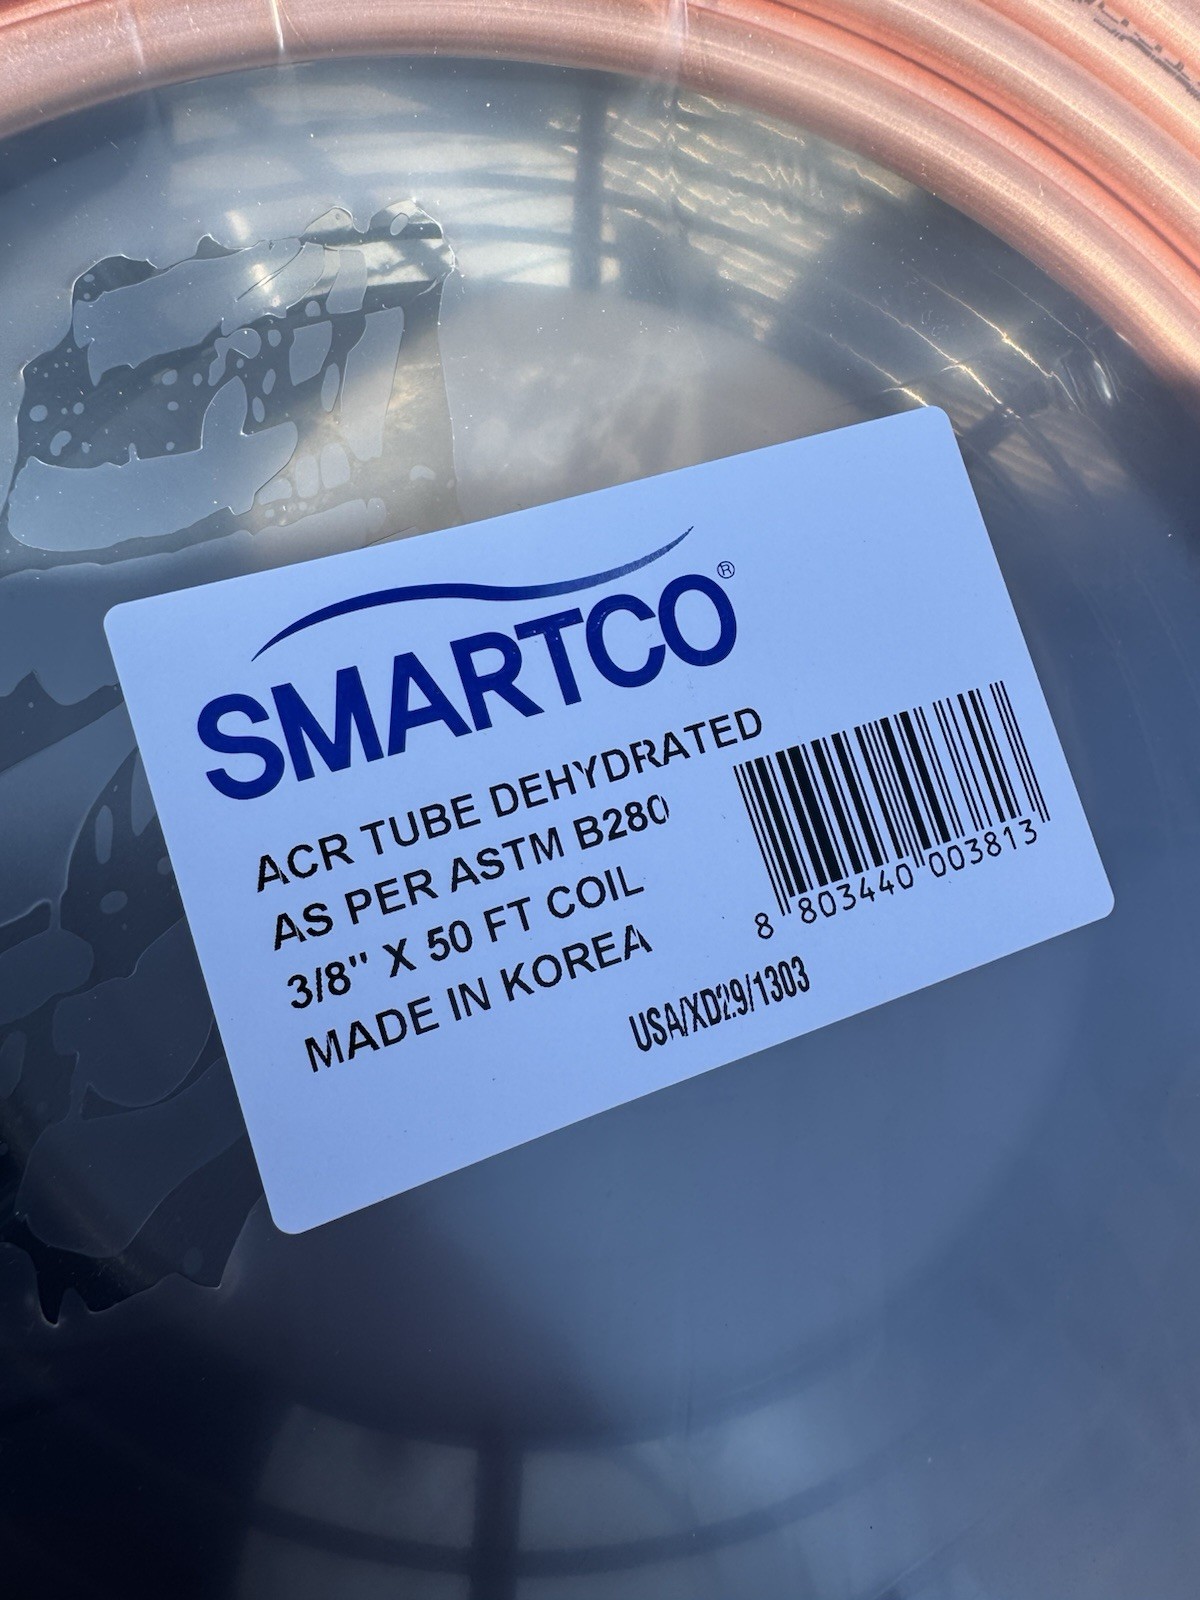 SMARTCO®
ACR TUBE DEHYDRATED
AS PER ASTM B280
3/8" X 50 FT COIL
MADE IN KOREA
8 803440 003813
USA/XD29/1303